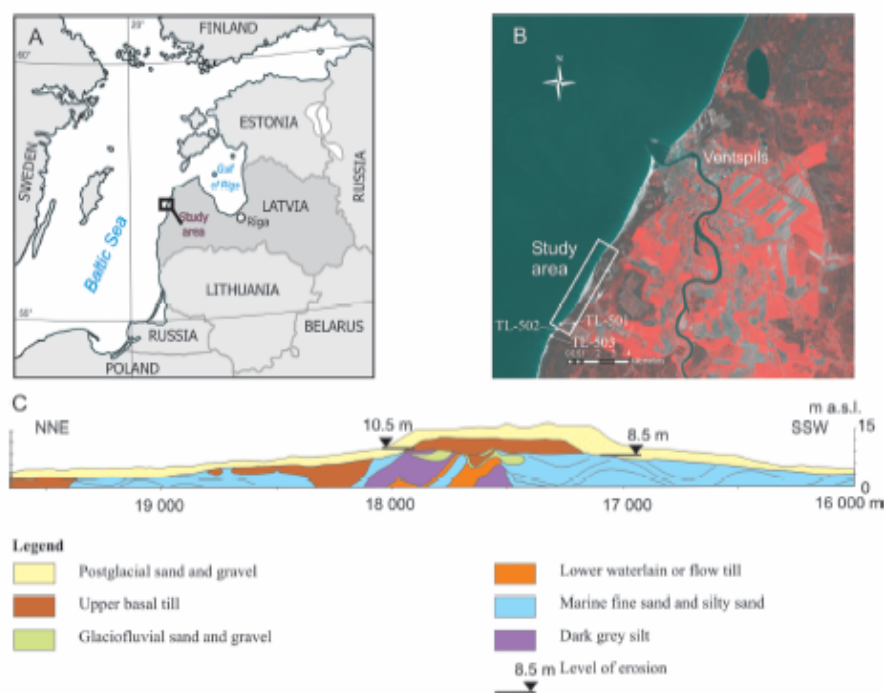 A
20°
FINLAND
60°
ESTONIA
SWEDEN
RUSSIA
Gulf
of Riga
LATVIA
Riga
Study
area
Baltic Sea
LITHUANIA
55°
BELARUS
RUSSIA
POLAND
B
N
Ventspils
Study
area
TL-501
TL-502
TL-503
C
m a.s.l.
NNE
10.5 m
8.5 m
SSW
15
0
19 000
18 000
17 000
16 000 m
Legend
Postglacial sand and gravel
Lower waterlain or flow till
Upper basal till
Marine fine sand and silty sand
Glaciofluvial sand and gravel
Dark grey silt
8.5 m
Level of erosion